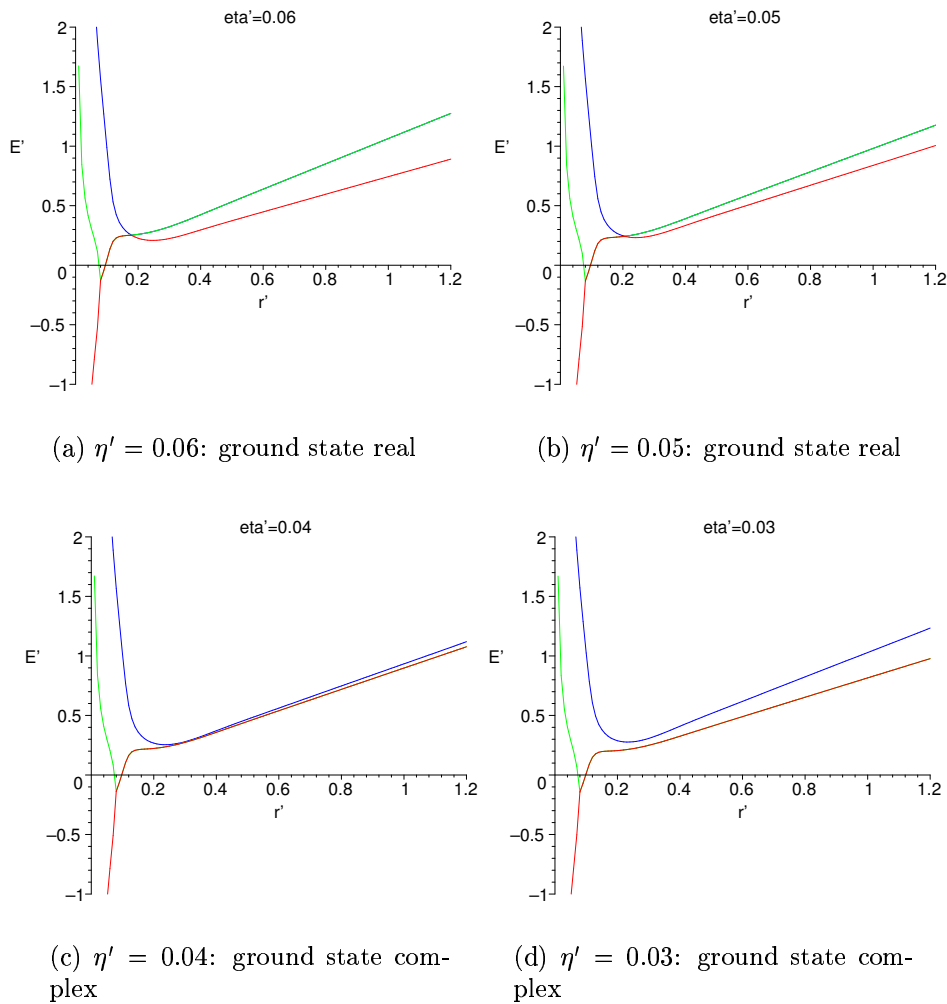 eta'=0.06
2
1.5
E'
1
0.5
0
0.2
0.4
0.6
0.8
1
1.2
r'
−0.5
−1
(a) η′ = 0.06: ground state real
eta'=0.05
2
1.5
E'
1
0.5
0
0.2
0.4
0.6
0.8
1
1.2
r'
−0.5
−1
(b) η′ = 0.05: ground state real
eta'=0.04
2
1.5
E'
1
0.5
0
0.2
0.4
0.6
0.8
1
1.2
r'
−0.5
−1
(c) η′ = 0.04: ground state com-
plex
eta'=0.03
2
1.5
E'
1
0.5
0
0.2
0.4
0.6
0.8
1
1.2
r'
−0.5
−1
(d) η′ = 0.03: ground state com-
plex